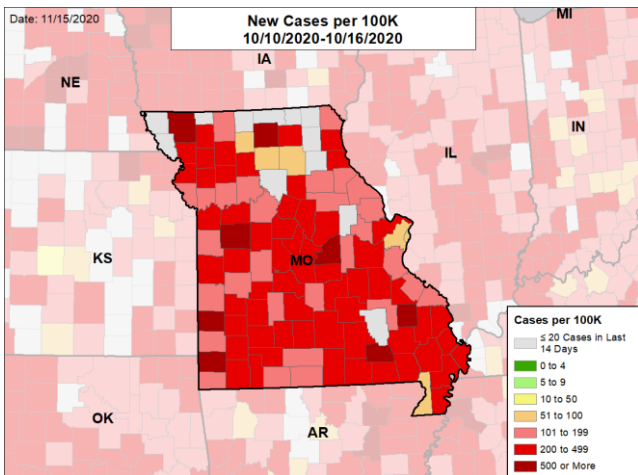 Date: 11/15/2020
New Cases per 100K
10/10/2020-10/16/2020
MI
IA
NE
IN
IL
KS
MO
OK
AR
Cases per 100K
≤ 20 Cases in Last
14 Days
0 to 4
5 to 9
10 to 50
51 to 100
101 to 199
200 to 499
500 or More